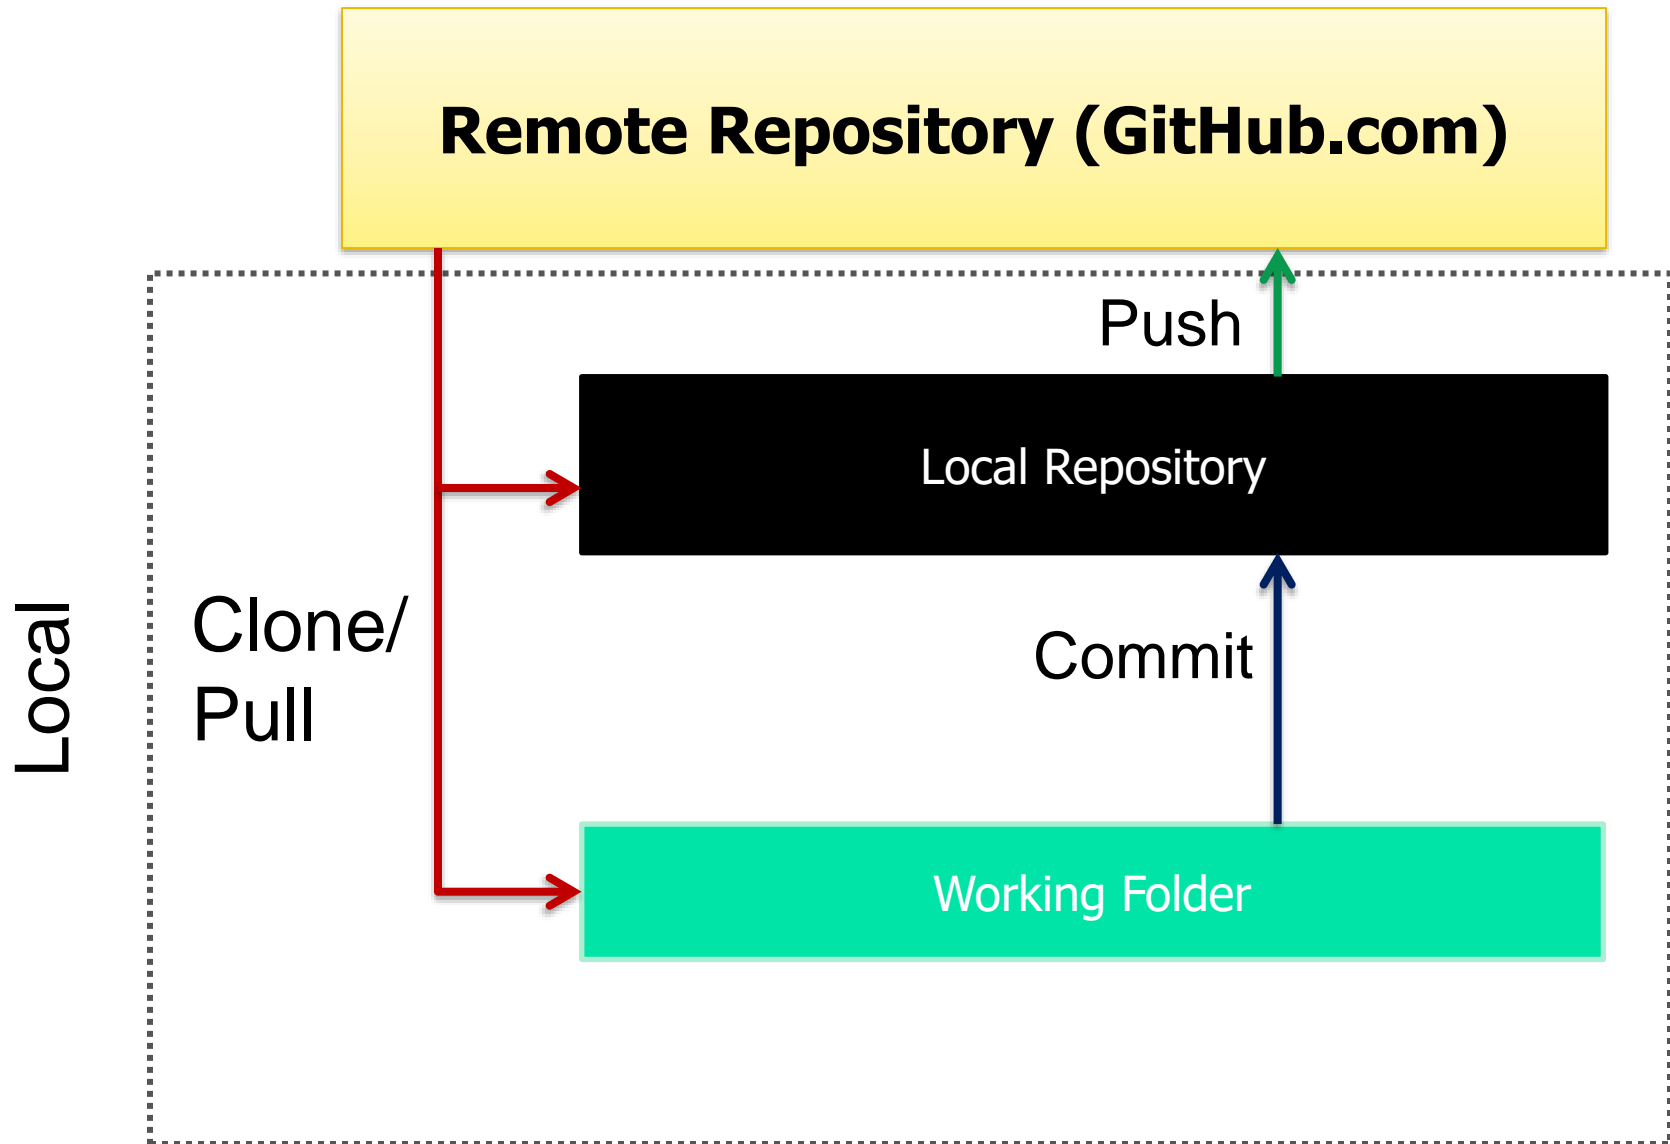 Remote Repository (GitHub.com)
Push
Local Repository
Clone/
Pull
Commit
Local
Working Folder